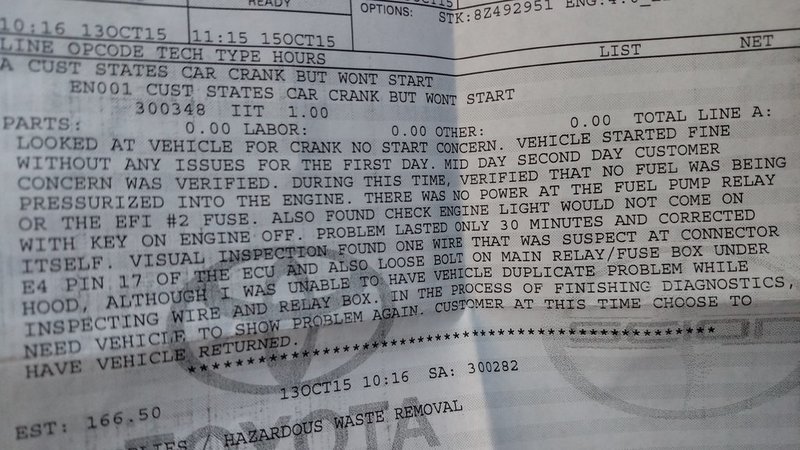 READY
OPTIONS: STK:8Z492951 ENG:4.0
10:16 13OCT15 11:15 15OCT15
LINE OPCODE TECH TYPE HOURS LIST NET
A CUST STATES CAR CRANK BUT WONT START
EN001 CUST STATES CAR CRANK BUT WONT START
300348 IIT 1.00
PARTS: 0.00 LABOR: 0.00 OTHER: 0.00 TOTAL LINE A:
LOOKED AT VEHICLE FOR CRANK NO START CONCERN. VEHICLE STARTED FINE
WITHOUT ANY ISSUES FOR THE FIRST DAY. MID DAY SECOND DAY CUSTOMER
CONCERN WAS VERIFIED. DURING THIS TIME, VERIFIED THAT NO FUEL WAS BEING
PRESSURIZED INTO THE ENGINE. THERE WAS NO POWER AT THE FUEL PUMP RELAY
OR THE EFI #2 FUSE. ALSO FOUND CHECK ENGINE LIGHT WOULD NOT COME ON
WITH KEY ON ENGINE OFF. PROBLEM LASTED ONLY 30 MINUTES AND CORRECTED
ITSELF. VISUAL INSPECTION FOUND ONE WIRE THAT WAS SUSPECT AT CONNECTOR
E4 PIN 17 OF THE ECU AND ALSO LOOSE BOLT ON MAIN RELAY/FUSE BOX UNDER
HOOD, ALTHOUGH I WAS UNABLE TO HAVE VEHICLE DUPLICATE PROBLEM WHILE
INSPECTING WIRE AND RELAY BOX. IN THE PROCESS OF FINISHING DIAGNOSTICS,
NEED VEHICLE TO SHOW PROBLEM AGAIN. CUSTOMER AT THIS TIME CHOOSE TO
HAVE VEHICLE RETURNED.
*****************************************************
13OCT15 10:16 SA: 300282
EST: 166.50
HAZARDOUS WASTE REMOVAL
TOYOTA